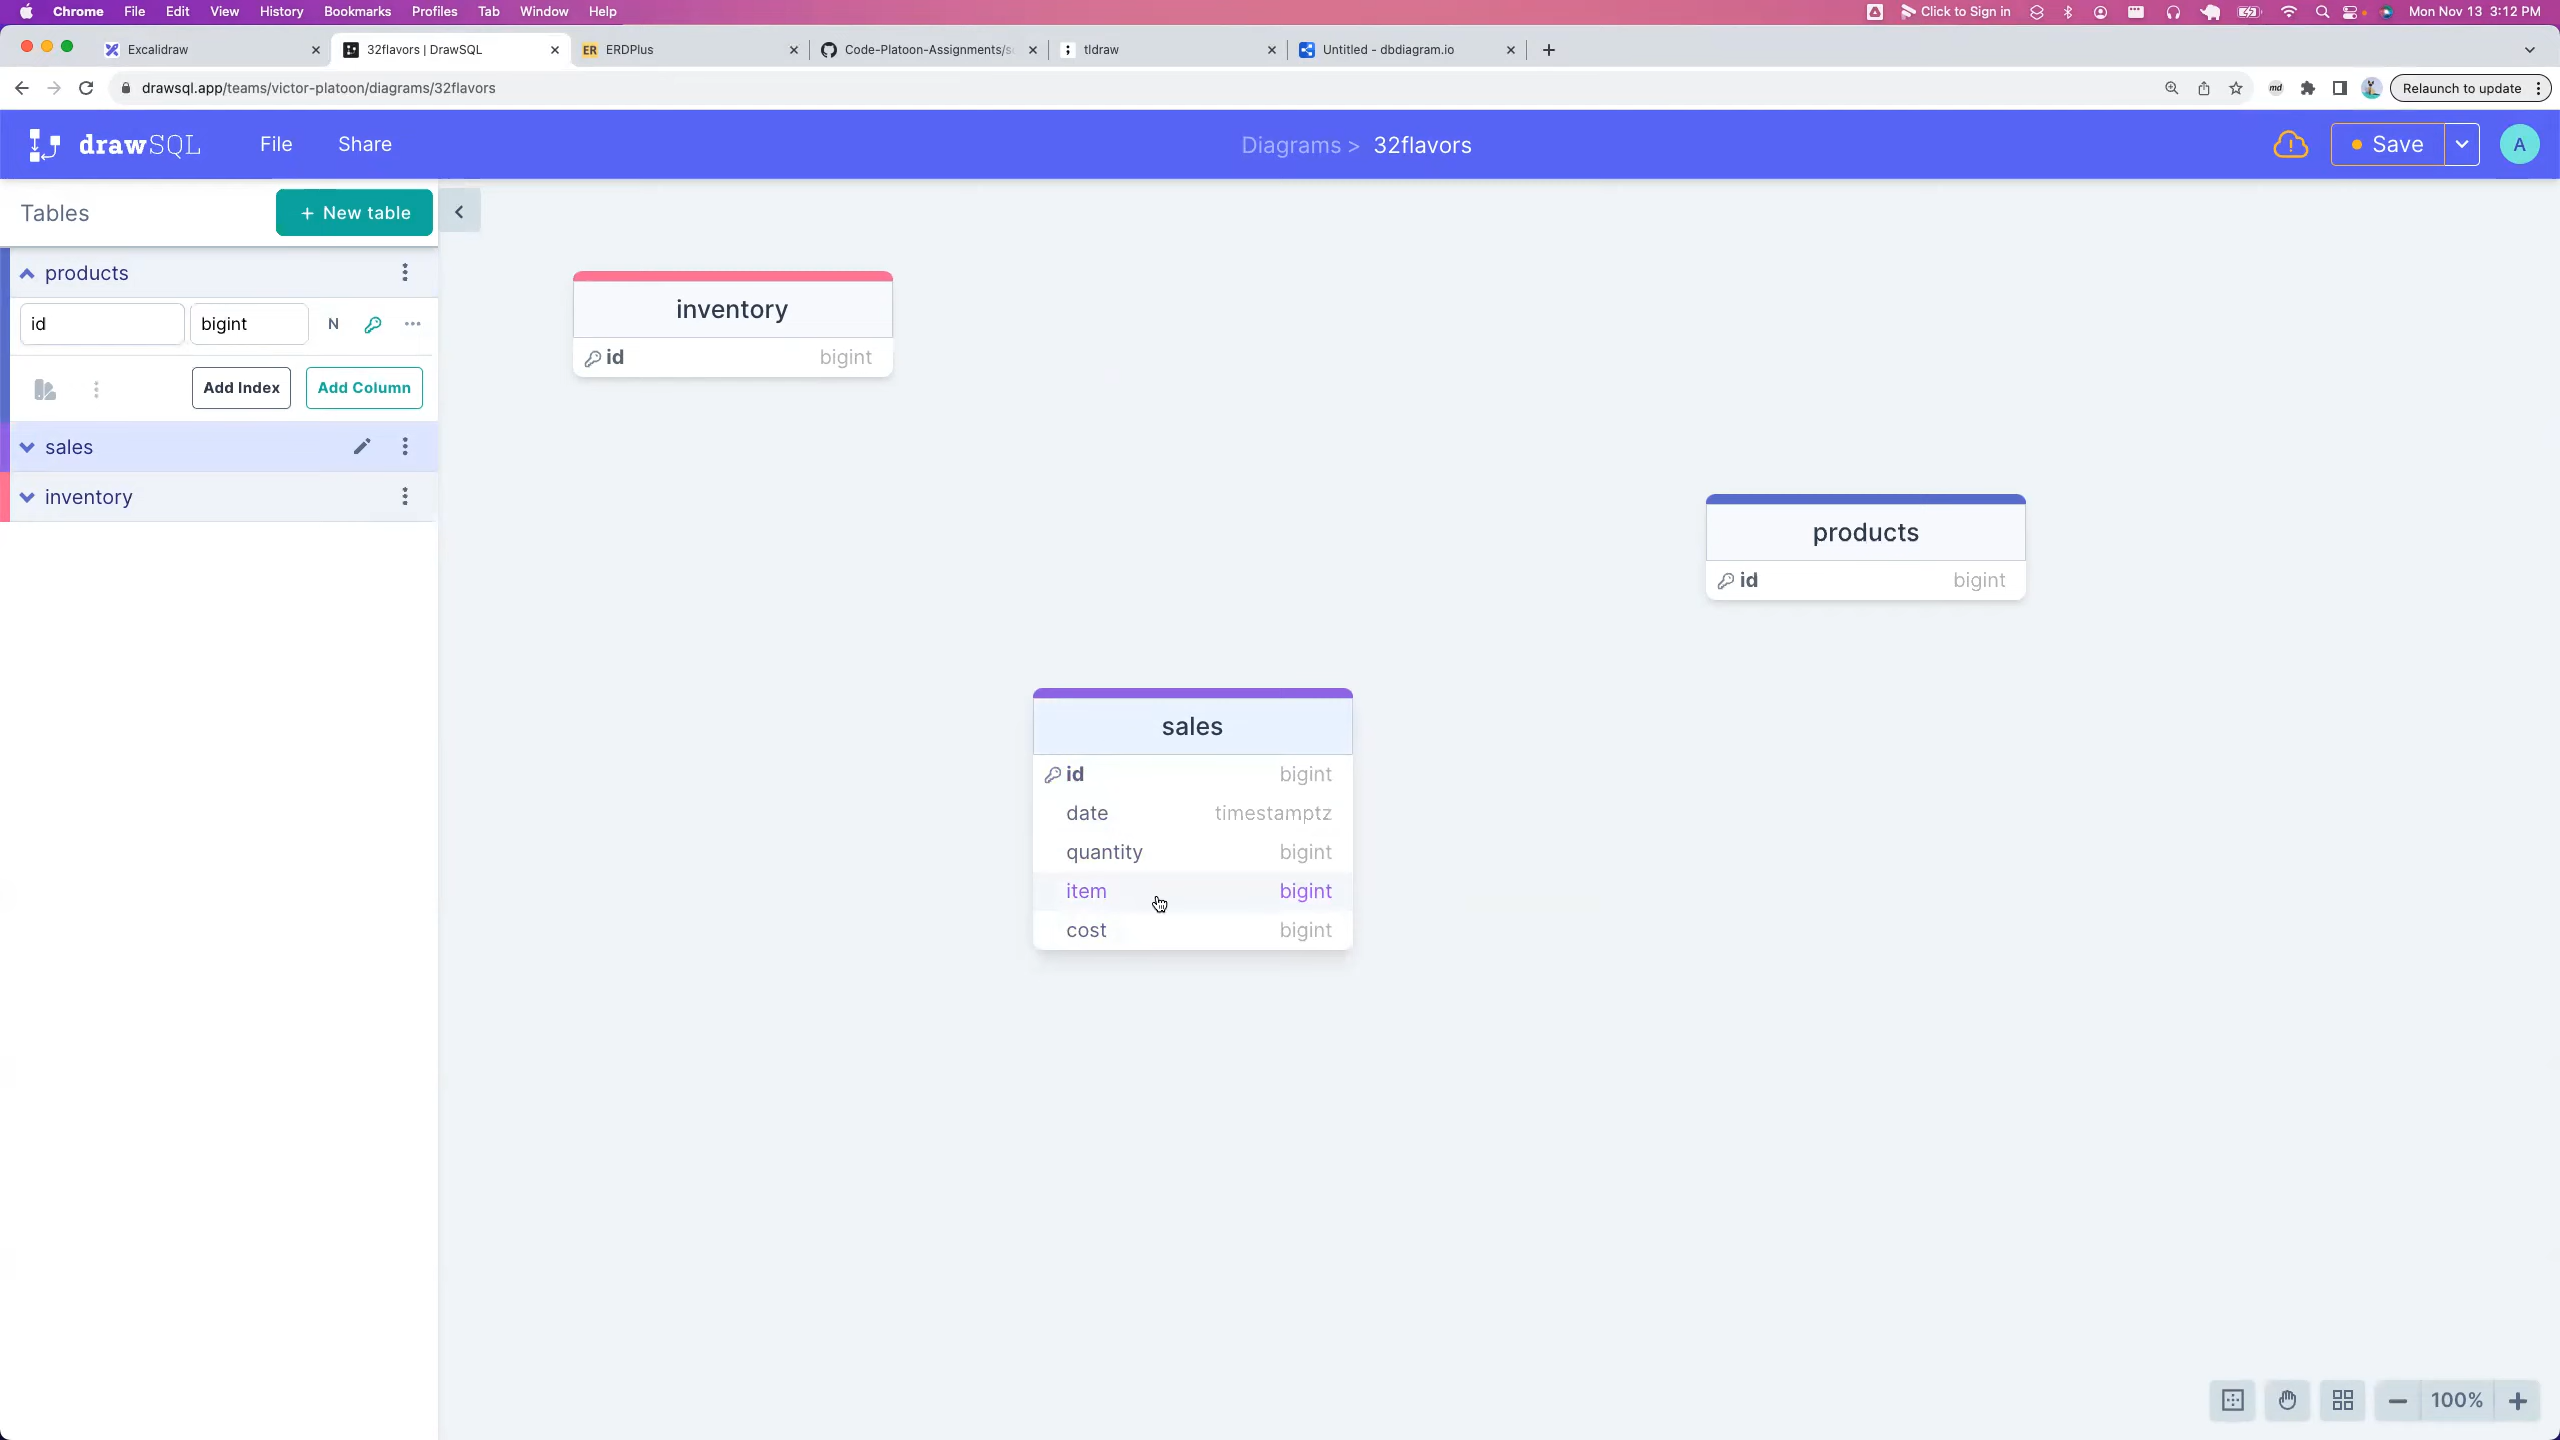 Chrome File Edit View History Bookmarks Profiles Tab Window Help
Click to Sign in
Mon Nov 13 3:12 PM
Excalidraw
32flavors | DrawSQL
ERDPlus
Code-Platoon-Assignments/s
tldraw
Untitled - dbdiagram.io
drawsql.app/teams/victor-platoon/diagrams/32flavors
Relaunch to update
drawSQL
File
Share
Diagrams > 32flavors
Save
A
Tables
+ New table
products
id bigint N
Add Index
Add Column
sales
inventory
inventory
id bigint
products
id bigint
sales
id bigint
date timestamptz
quantity bigint
item bigint
cost bigint
100%